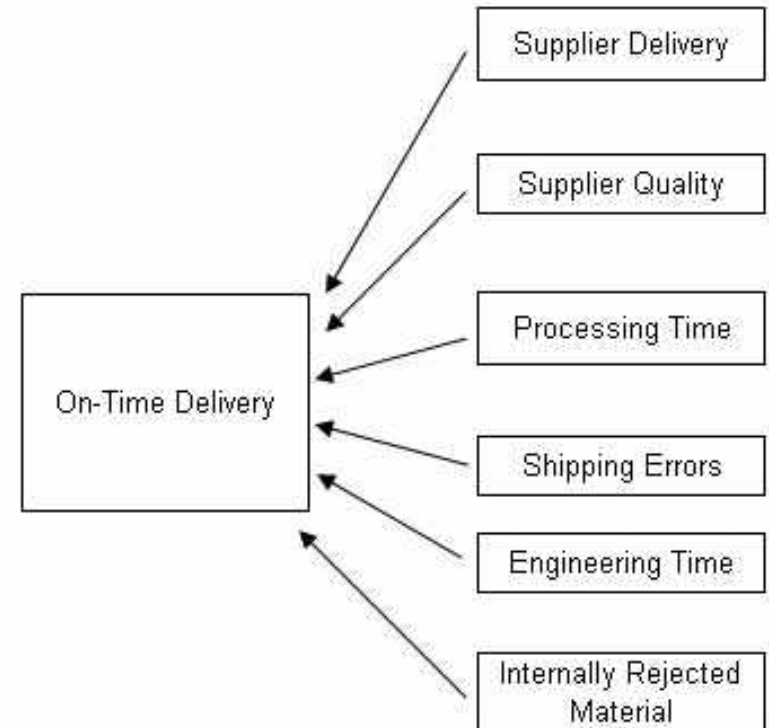 Supplier Delivery
Supplier Quality
Processing Time
On-Time Delivery
Shipping Errors
Engineering Time
Internally Rejected
Material